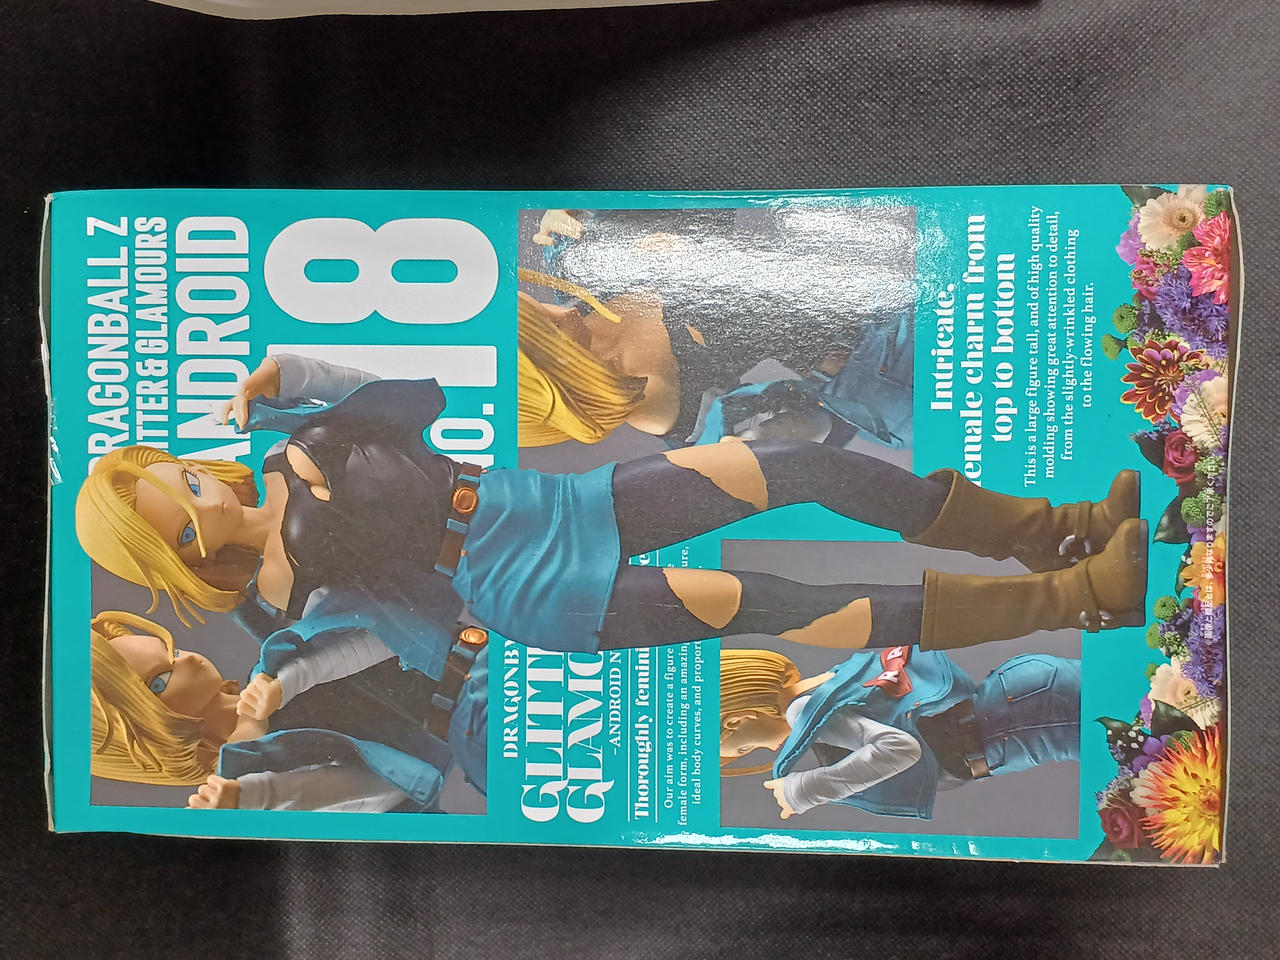 DRAGONBALL Z
GLITTER & GLAMOURS
ANDROID
No.18
Intricate,
female charm from
top to bottom
This is a large figure tall, and of high quality
molding showing great attention to detail,
from the slightly-wrinkled clothing
to the flowing hair.
DRAGONB
GLITT
GLAMO
-ANDROID N
Thoroughly femini
Our aim was to create a figure
female form, including an amazin
ideal body curves, and propor
R